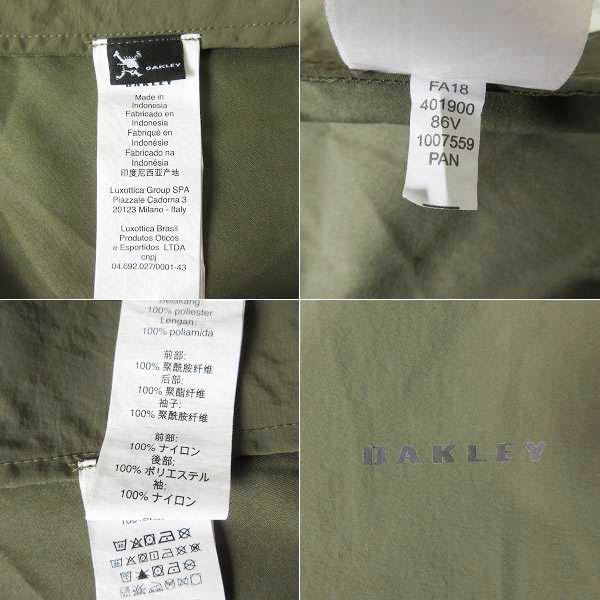 OAKLEY
OAKLEY
Made in
Indonesia
Fabricado en
Indonesia
Fabriqué en
Indonésie
Fabricado na
Indonésia
印度尼西亚产地
Luxottica Group SPA
Piazzale Cadorna 3
20123 Milano - Italy
Luxottica Brasil
Produtos Oticos
e Esportidos LTDA
cnpj
04.692.027/0001-43
FA18
401900
86V
1007559
PAN
Belakang
100% poliester
Lengan:
100% poliamida
前部:
100% 聚酰胺纤维
后部:
100% 聚酯纤维
袖子:
100% 聚酰胺纤维
前部:
100% ナイロン
後部:
100% ポリエステル
袖:
100% ナイロン
OAKLEY